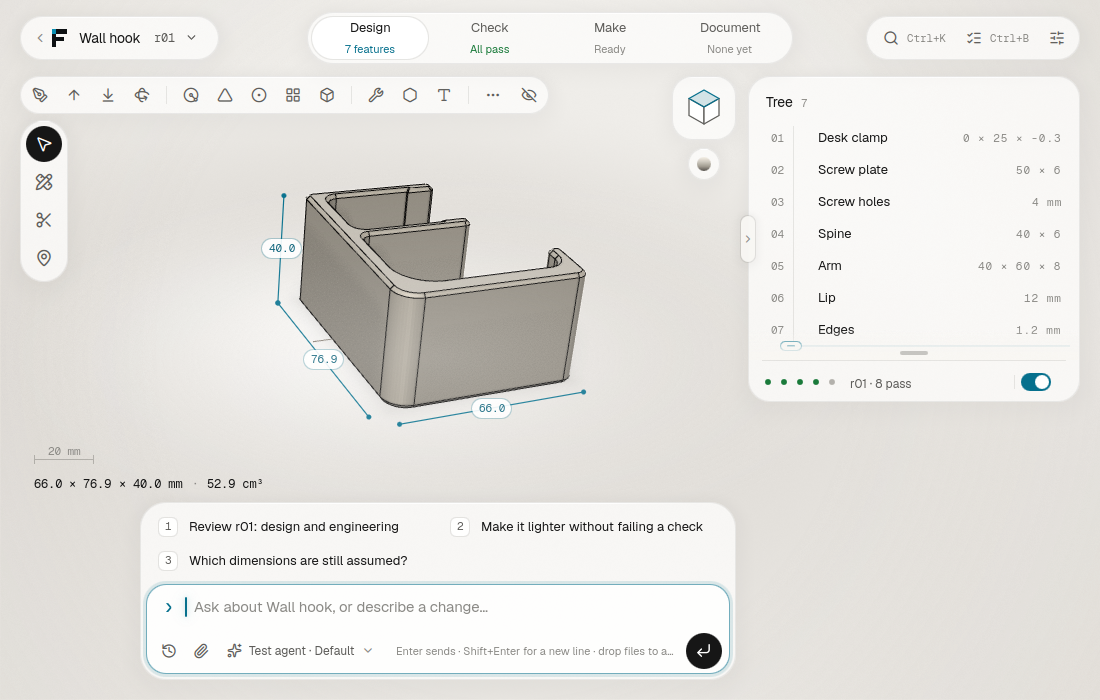 Wall hook r01
Design
7 features
Check
All pass
Make
Ready
Document
None yet
Ctrl+K
Ctrl+B
Tree 7
01 Desk clamp 0 × 25 × -0.3
02 Screw plate 50 × 6
03 Screw holes 4 mm
04 Spine 40 × 6
05 Arm 40 × 60 × 8
06 Lip 12 mm
07 Edges 1.2 mm
r01 · 8 pass
40.0
76.9
66.0
20 mm
66.0 × 76.9 × 40.0 mm · 52.9 cm³
1 Review r01: design and engineering
2 Make it lighter without failing a check
3 Which dimensions are still assumed?
Ask about Wall hook, or describe a change...
Test agent · Default
Enter sends · Shift+Enter for a new line · drop files to a...